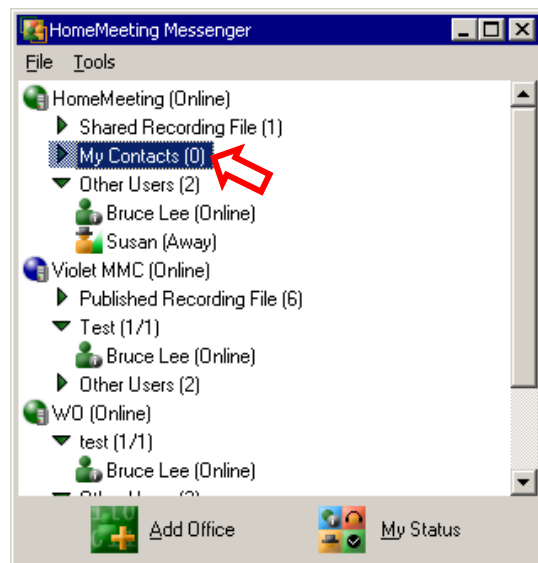 HomeMeeting Messenger
File Tools
HomeMeeting (Online)
Shared Recording File (1)
My Contacts (0)
Other Users (2)
Bruce Lee (Online)
Susan (Away)
Violet MMC (Online)
Published Recording File (6)
Test (1/1)
Bruce Lee (Online)
Other Users (2)
WO (Online)
test (1/1)
Bruce Lee (Online)
Add Office My Status